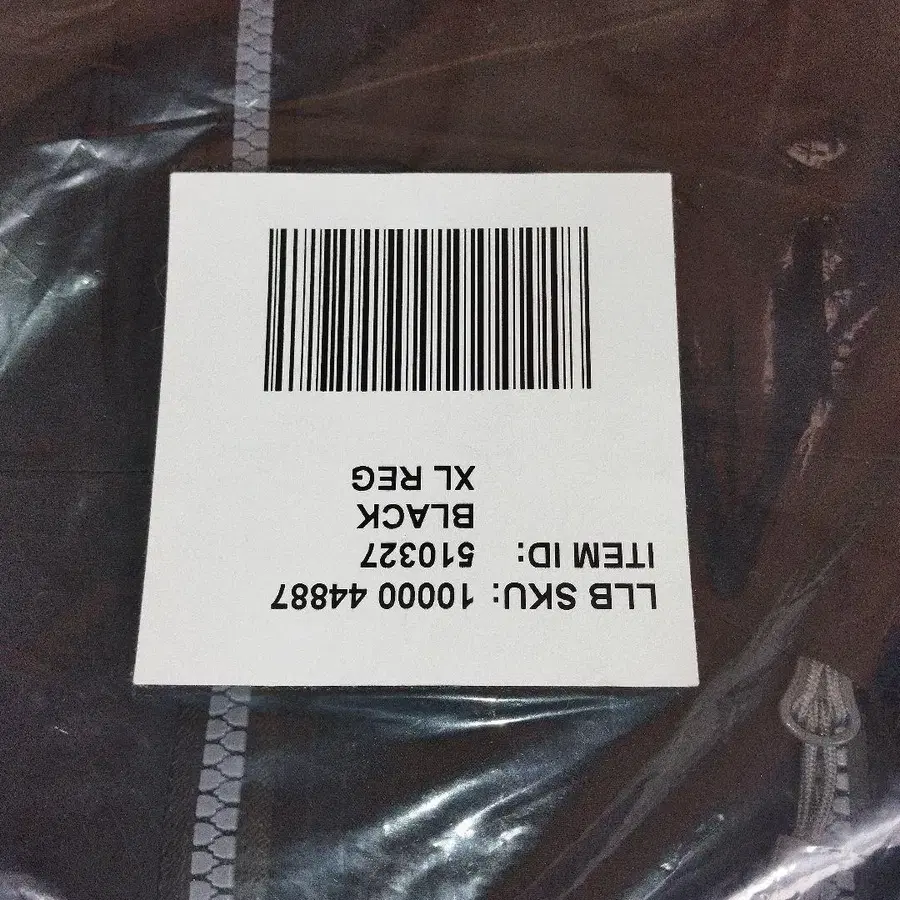 LLB SKU: 10000 44887
ITEM ID: 510327
BLACK
XL REG